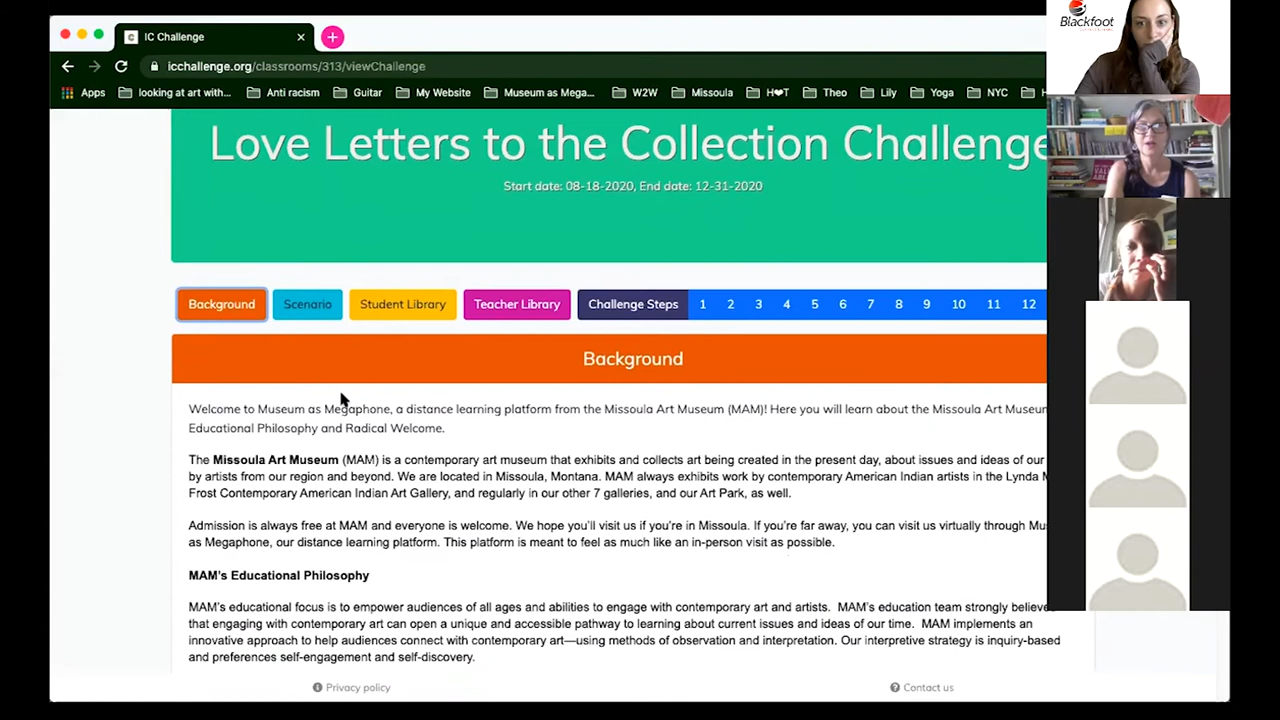 IC Challenge
icchallenge.org/classrooms/313/viewChallenge
Apps looking at art with... Anti racism Guitar My Website Museum as Mega... W2W Missoula H❤T Theo Lily Yoga NYC H
Blackfoot
Love Letters to the Collection Challenge
Start date: 08-18-2020, End date: 12-31-2020
Background Scenario Student Library Teacher Library Challenge Steps 1 2 3 4 5 6 7 8 9 10 11 12
Background
Welcome to Museum as Megaphone, a distance learning platform from the Missoula Art Museum (MAM)! Here you will learn about the Missoula Art Museum
Educational Philosophy and Radical Welcome.
The Missoula Art Museum (MAM) is a contemporary art museum that exhibits and collects art being created in the present day, about issues and ideas of our
by artists from our region and beyond. We are located in Missoula, Montana. MAM always exhibits work by contemporary American Indian artists in the Lynda M
Frost Contemporary American Indian Art Gallery, and regularly in our other 7 galleries, and our Art Park, as well.
Admission is always free at MAM and everyone is welcome. We hope you'll visit us if you're in Missoula. If you're far away, you can visit us virtually through Mus
as Megaphone, our distance learning platform. This platform is meant to feel as much like an in-person visit as possible.
MAM's Educational Philosophy
MAM's educational focus is to empower audiences of all ages and abilities to engage with contemporary art and artists. MAM's education team strongly believe
that engaging with contemporary art can open a unique and accessible pathway to learning about current issues and ideas of our time. MAM implements an
innovative approach to help audiences connect with contemporary art—using methods of observation and interpretation. Our interpretive strategy is inquiry-based
and preferences self-engagement and self-discovery.
Privacy policy Contact us